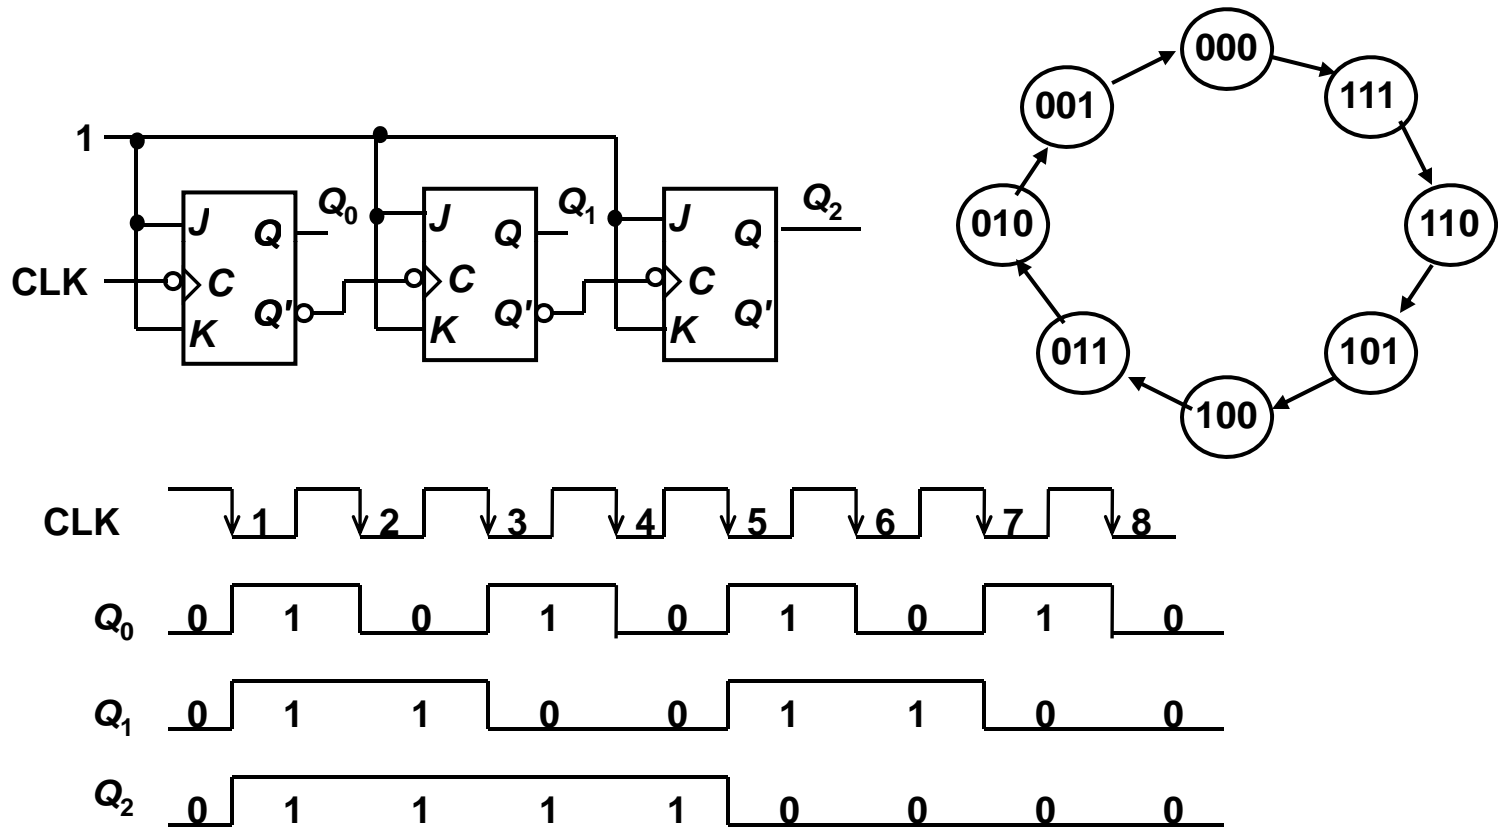 000
001
111
1
J
Q
Q0
J
Q
Q1
J
Q
Q2
010
110
CLK
C
C
C
K
Q'
K
Q'
K
Q'
011
101
100
CLK
1 2 3 4 5 6 7 8
Q0
0 1 0 1 0 1 0 1 0
Q1
0 1 1 0 0 1 1 0 0
Q2
0 1 1 1 1 0 0 0 0